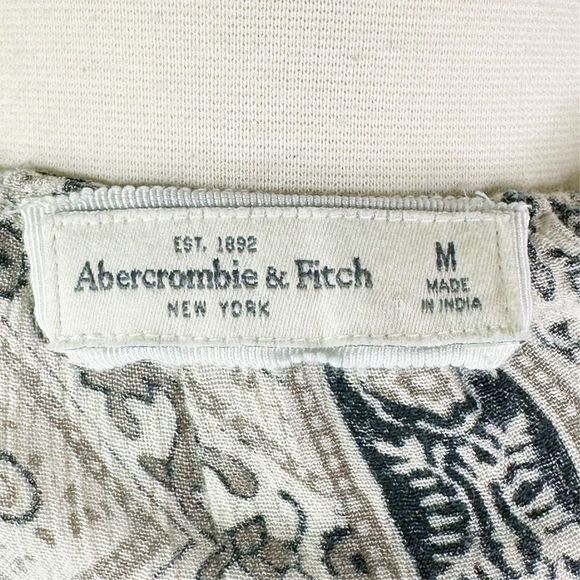 EST. 1892
Abercrombie & Fitch
NEW YORK
M
MADE
IN INDIA